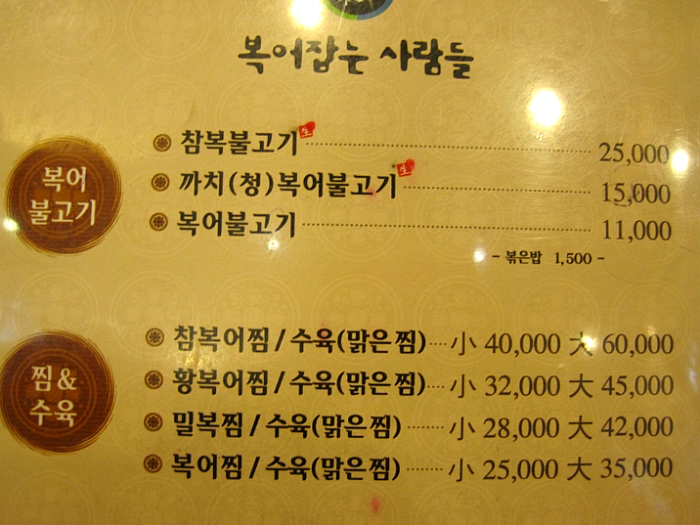 복어잡는 사람들
복어
불고기
참복불고기 生 25,000
까치(청)복어불고기 生 15,000
복어불고기 11,000
- 볶은밥 1,500 -
찜&
수육
참복어찜/수육(맑은찜) 小 40,000 大 60,000
황복어찜/수육(맑은찜) 小 32,000 大 45,000
밀복찜/수육(맑은찜) 小 28,000 大 42,000
복어찜/수육(맑은찜) 小 25,000 大 35,000